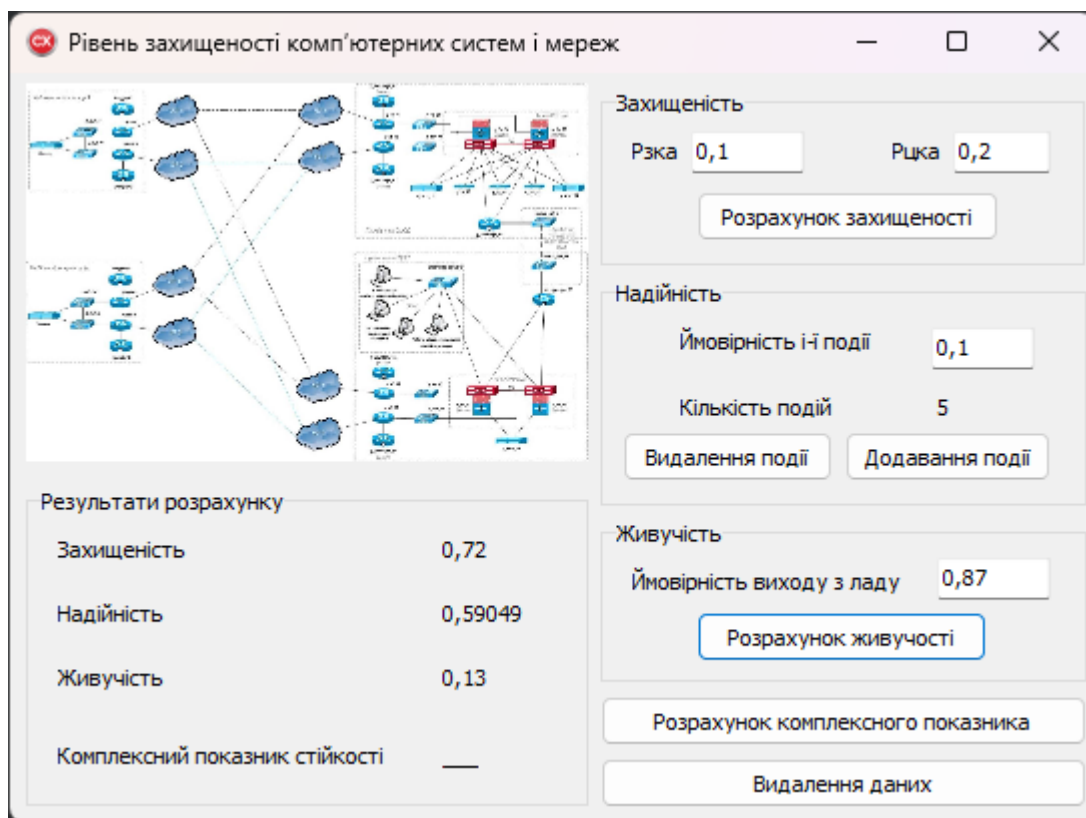 Рівень захищеності комп'ютерних систем і мереж
Захищеність
Рзка 0,1 Рцка 0,2
Розрахунок захищеності
Надійність
Ймовірність і-ї події 0,1
Кількість подій 5
Видалення події Додавання події
Живучість
Ймовірність виходу з ладу 0,87
Розрахунок живучості
Розрахунок комплексного показника
Видалення даних
Результати розрахунку
Захищеність 0,72
Надійність 0,59049
Живучість 0,13
Комплексний показник стійкості ___